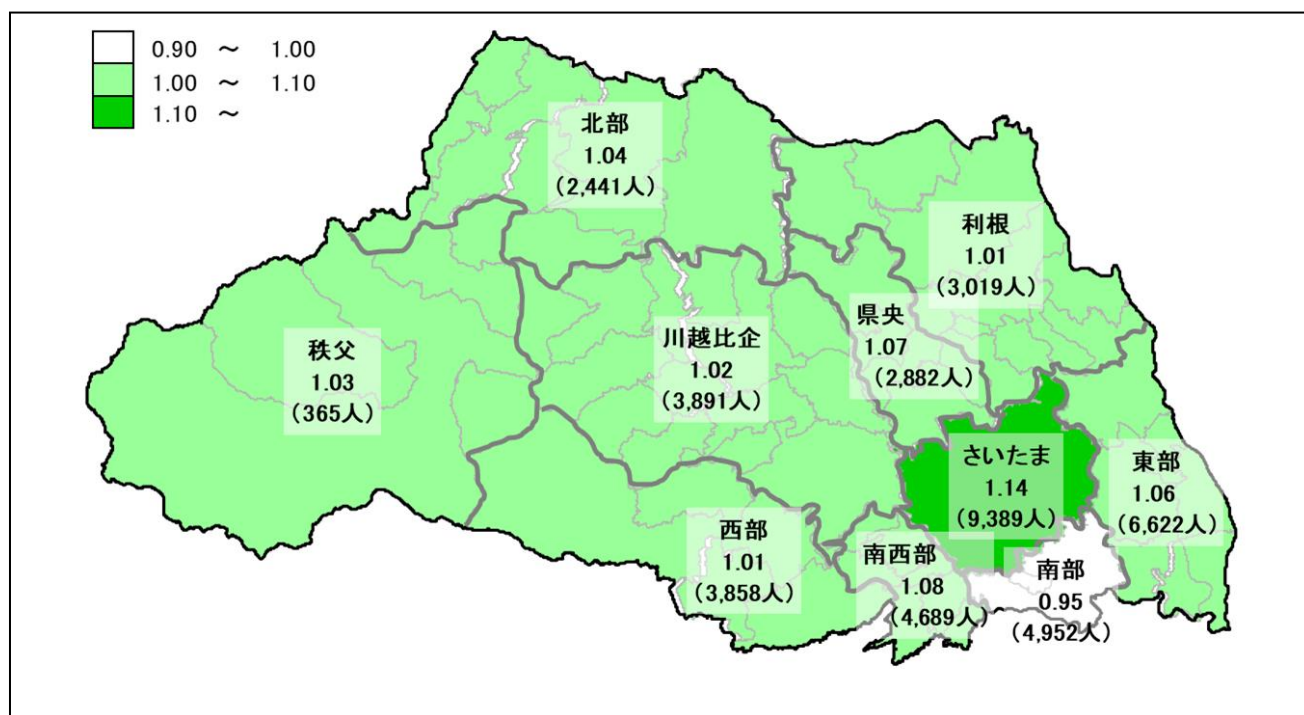 0.90 ～ 1.00
1.00 ～ 1.10
1.10 ～
北部
1.04
（2,441人）
利根
1.01
（3,019人）
県央
1.07
（2,882人）
川越比企
1.02
（3,891人）
秩父
1.03
（365人）
さいたま
1.14
（9,389人）
東部
1.06
（6,622人）
西部
1.01
（3,858人）
南西部
1.08
（4,689人）
南部
0.95
（4,952人）